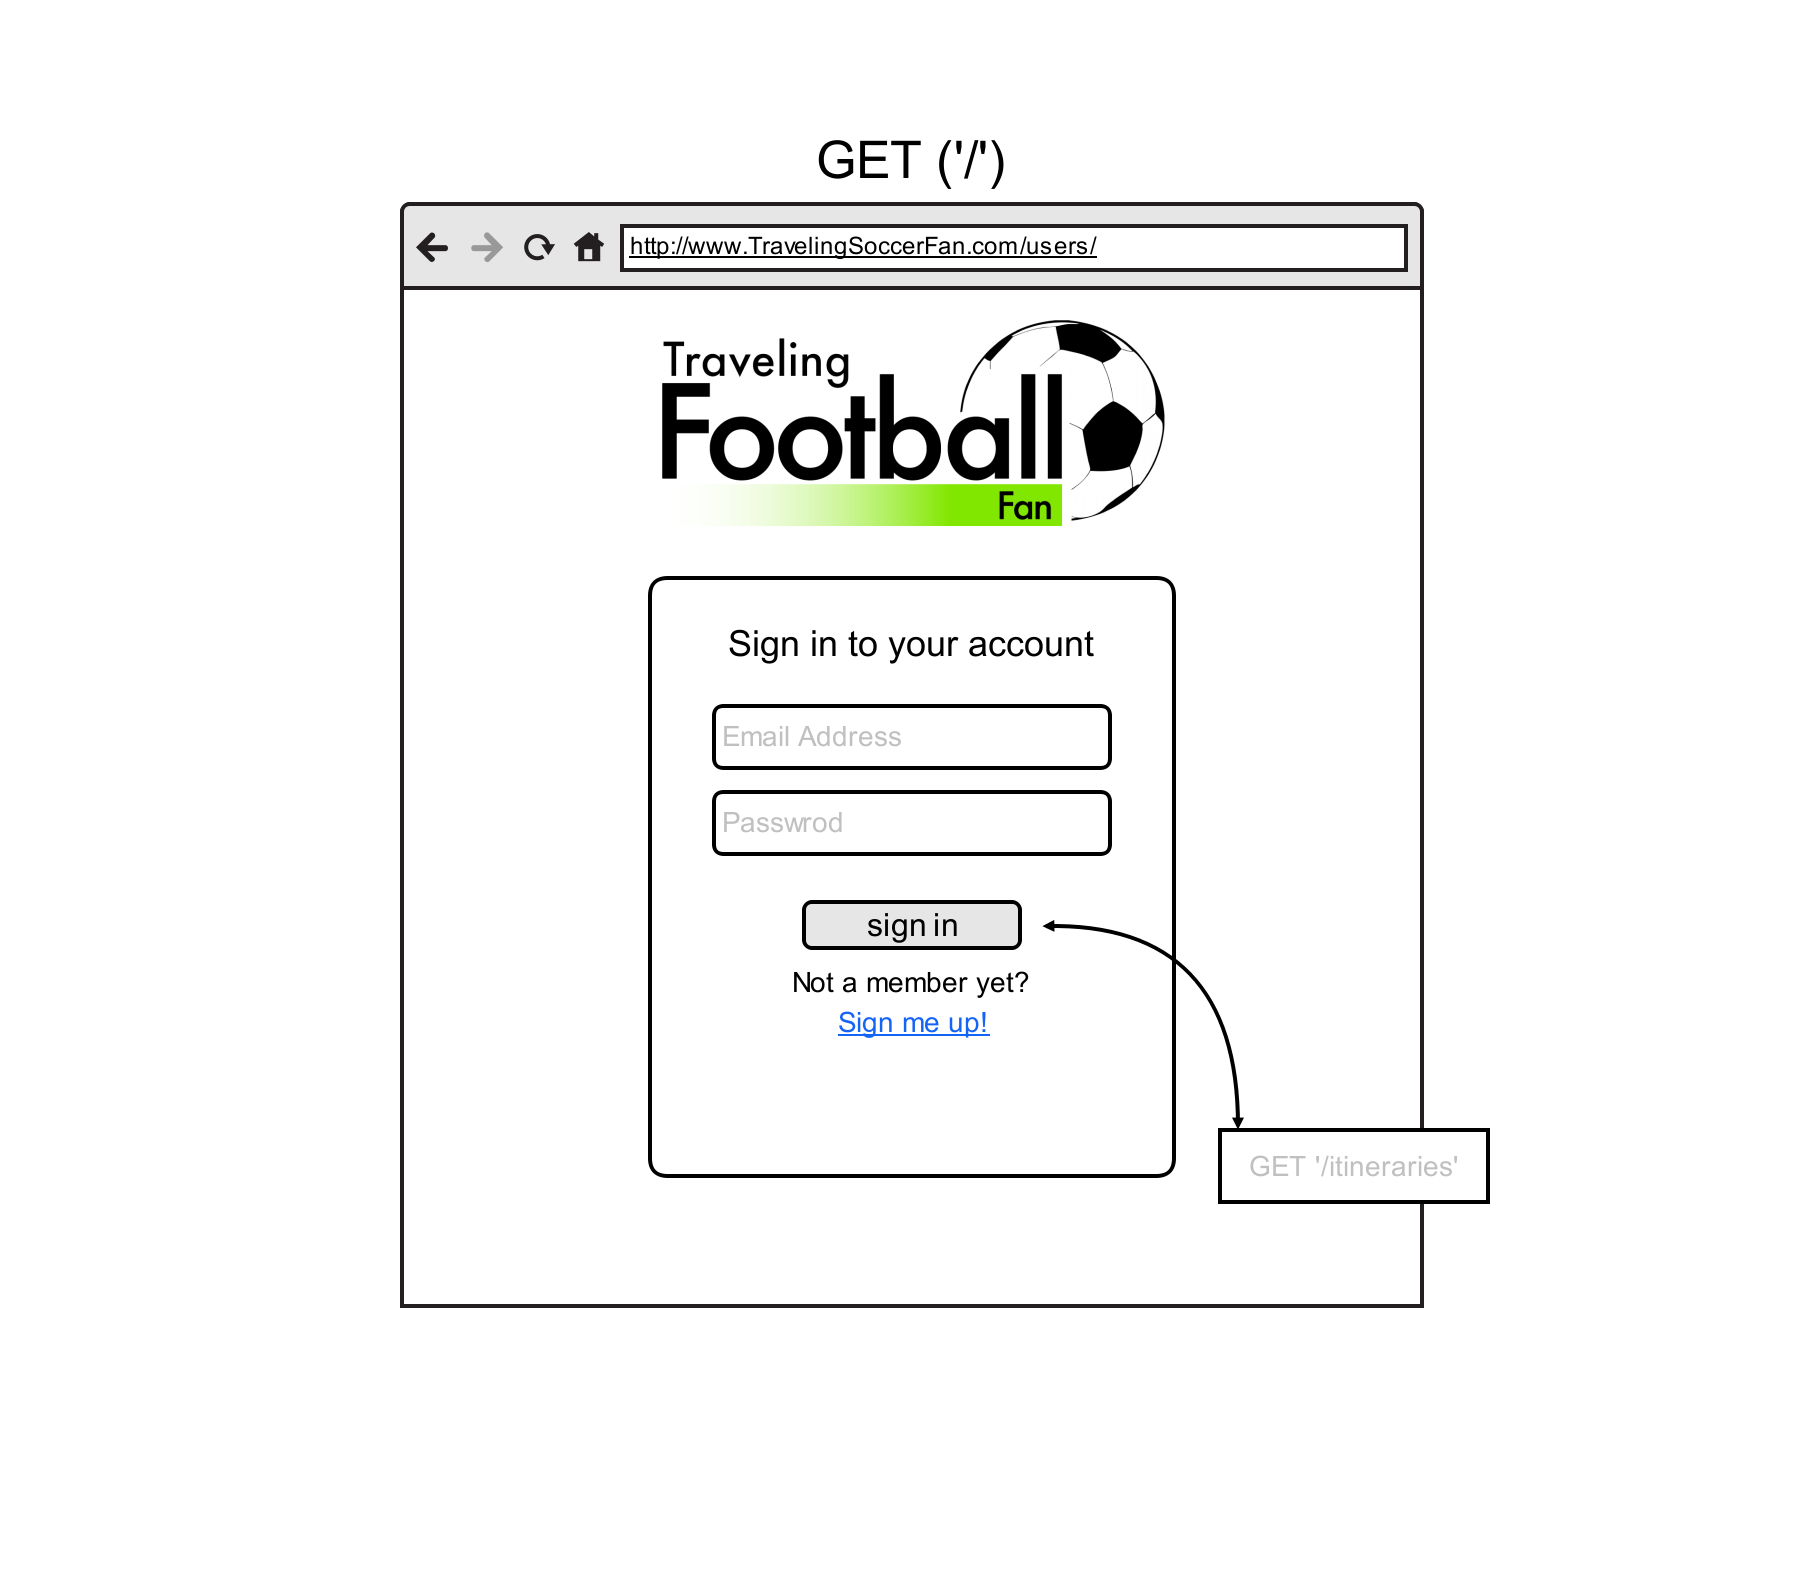 GET ('/')
http://www.TravelingSoccerFan.com/users/
Traveling
Football
Fan
Sign in to your account
Email Address
Passwrod
sign in
Not a member yet?
Sign me up!
GET '/itineraries'